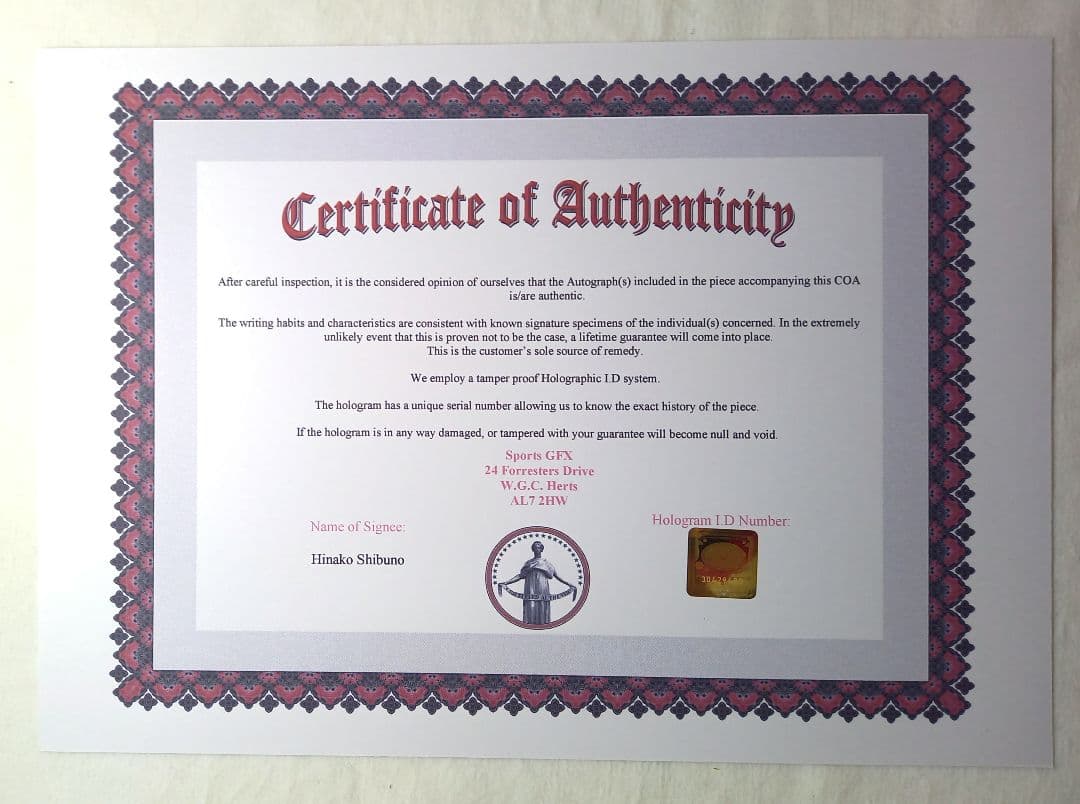 Certificate of Authenticity
After careful inspection, it is the considered opinion of ourselves that the Autograph(s) included in the piece accompanying this COA
is/are authentic.
The writing habits and characteristics are consistent with known signature specimens of the individual(s) concerned. In the extremely
unlikely event that this is proven not to be the case, a lifetime guarantee will come into place.
This is the customer's sole source of remedy.
We employ a tamper proof Holographic I.D system.
The hologram has a unique serial number allowing us to know the exact history of the piece.
If the hologram is in any way damaged, or tampered with your guarantee will become null and void.
Sports GFX
24 Forresters Drive
W.G.C. Herts
AL7 2HW
Name of Signee:
Hinako Shibuno
Hologram I.D Number: